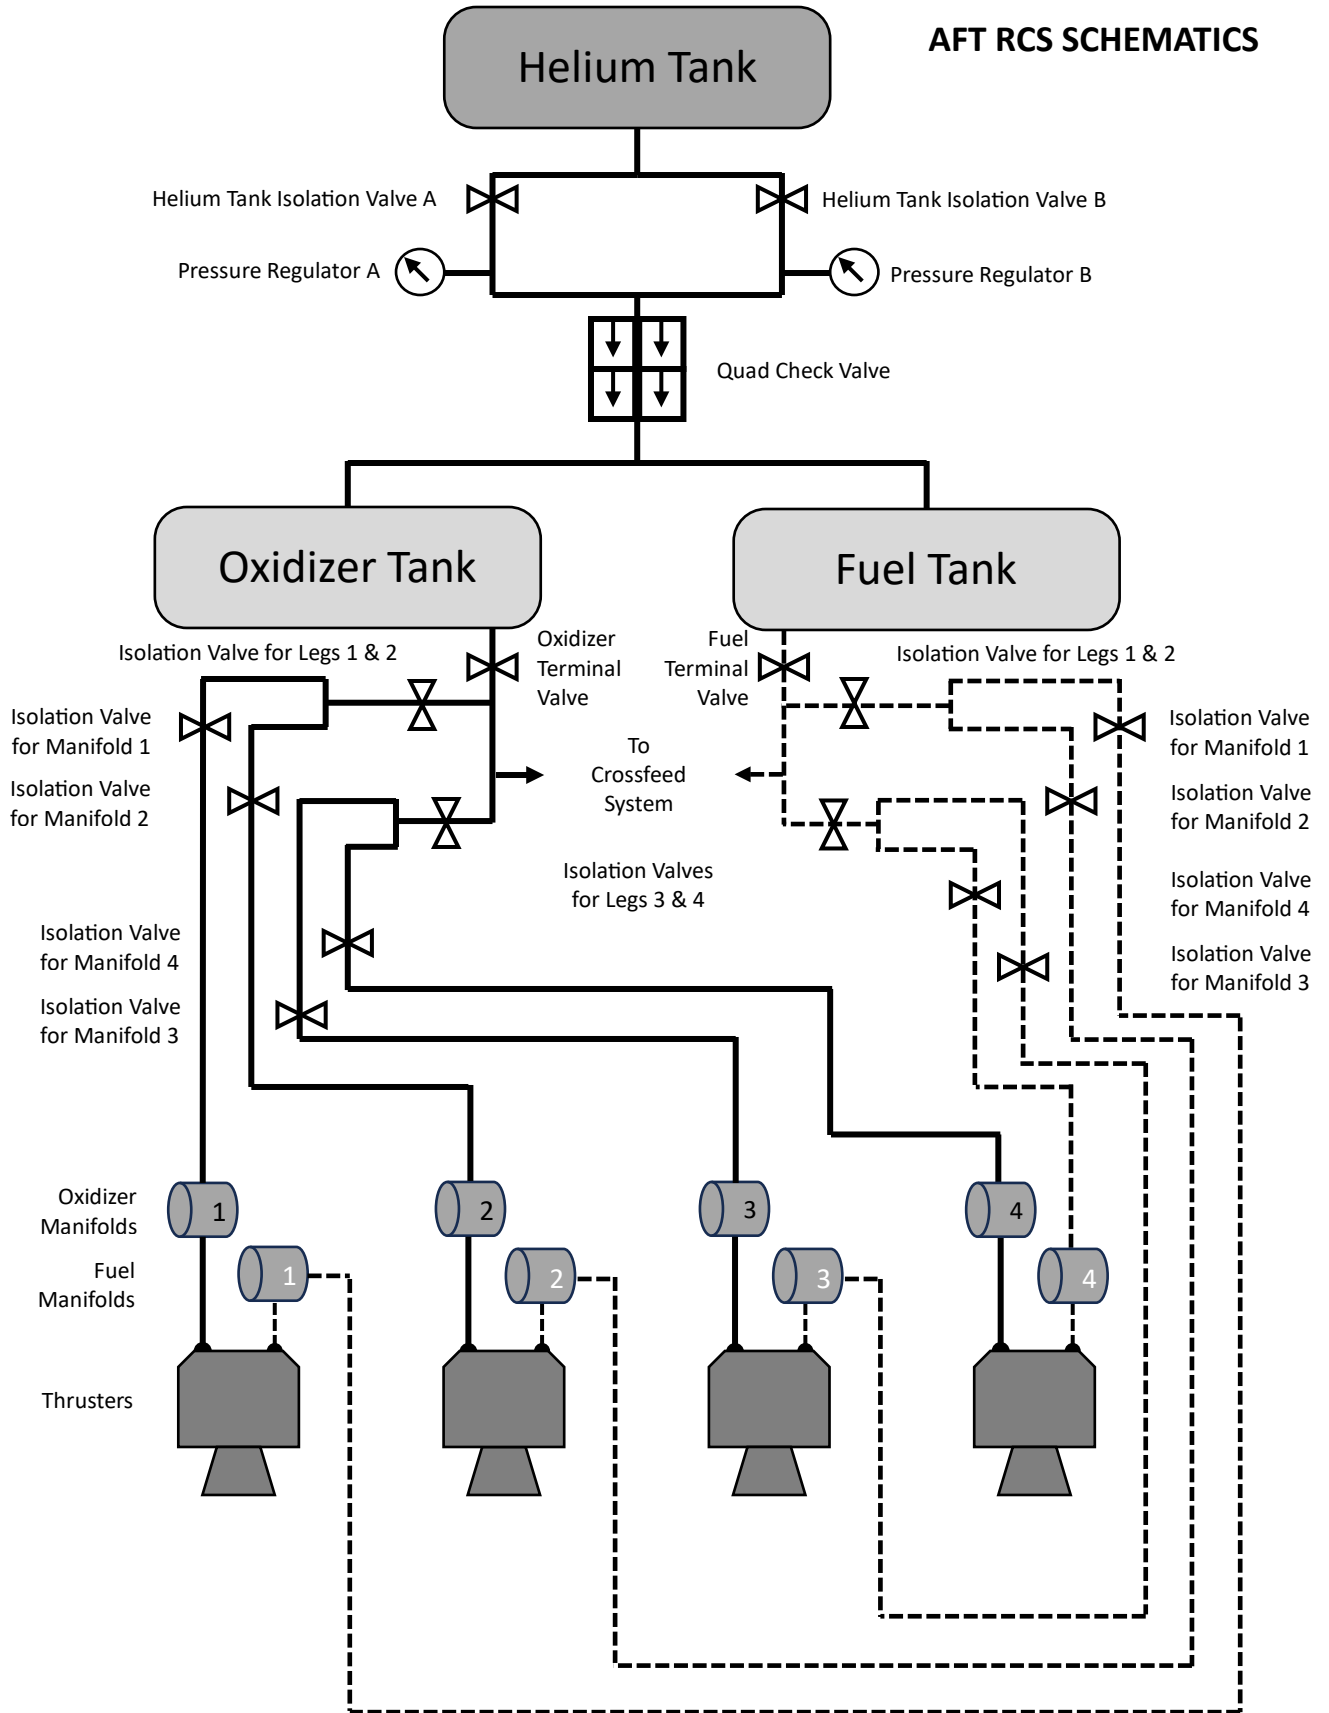 AFT RCS SCHEMATICS
Helium Tank
Helium Tank Isolation Valve A
Helium Tank Isolation Valve B
Pressure Regulator A
Pressure Regulator B
Quad Check Valve
Oxidizer Tank
Fuel Tank
Isolation Valve for Legs 1 & 2
Oxidizer
Terminal
Valve
Fuel
Terminal
Valve
Isolation Valve for Legs 1 & 2
Isolation Valve
for Manifold 1
Isolation Valve
for Manifold 2
To
Crossfeed
System
Isolation Valve
for Manifold 1
Isolation Valve
for Manifold 2
Isolation Valves
for Legs 3 & 4
Isolation Valve
for Manifold 4
Isolation Valve
for Manifold 3
Isolation Valve
for Manifold 4
Isolation Valve
for Manifold 3
Oxidizer
Manifolds
1
2
3
4
Fuel
Manifolds
1
2
3
4
Thrusters